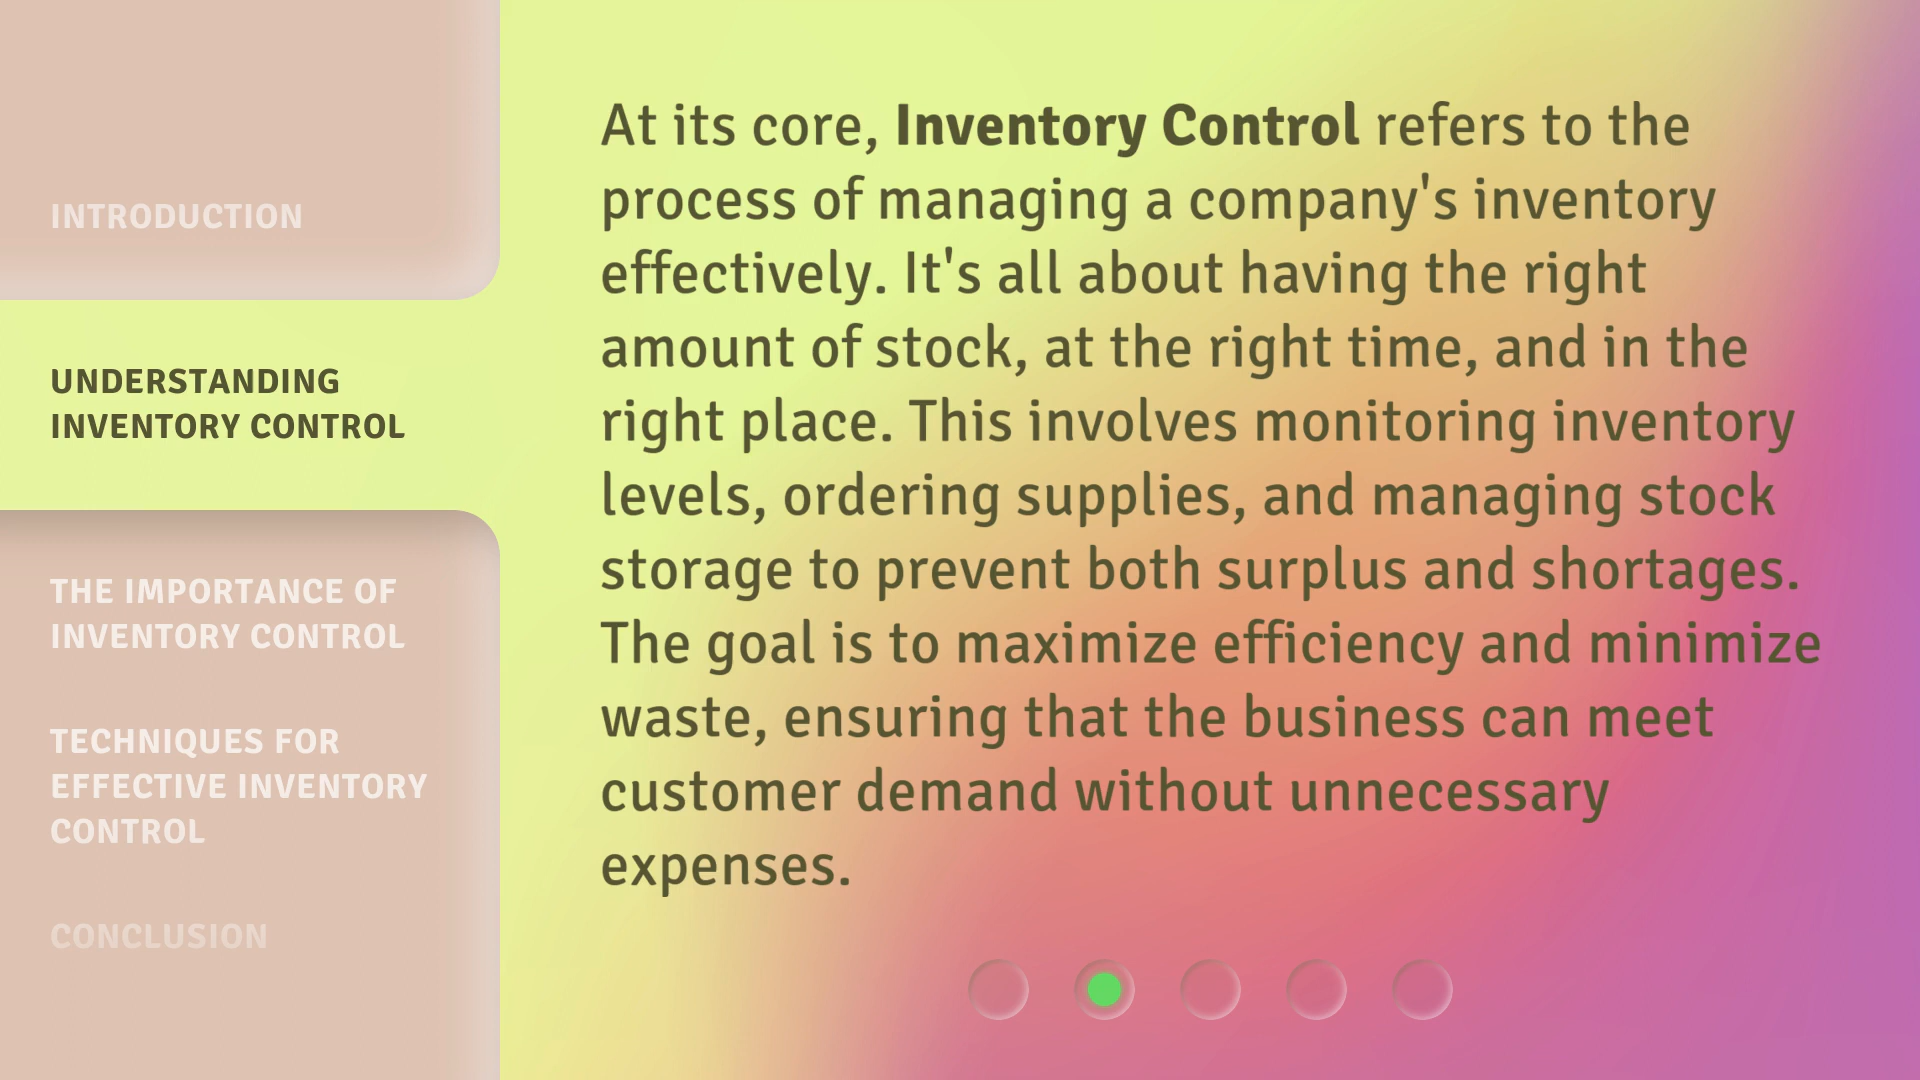 INTRODUCTION
UNDERSTANDING
INVENTORY CONTROL
THE IMPORTANCE OF
INVENTORY CONTROL
TECHNIQUES FOR
EFFECTIVE INVENTORY
CONTROL
CONCLUSION
At its core, Inventory Control refers to the
process of managing a company's inventory
effectively. It's all about having the right
amount of stock, at the right time, and in the
right place. This involves monitoring inventory
levels, ordering supplies, and managing stock
storage to prevent both surplus and shortages.
The goal is to maximize efficiency and minimize
waste, ensuring that the business can meet
customer demand without unnecessary
expenses.